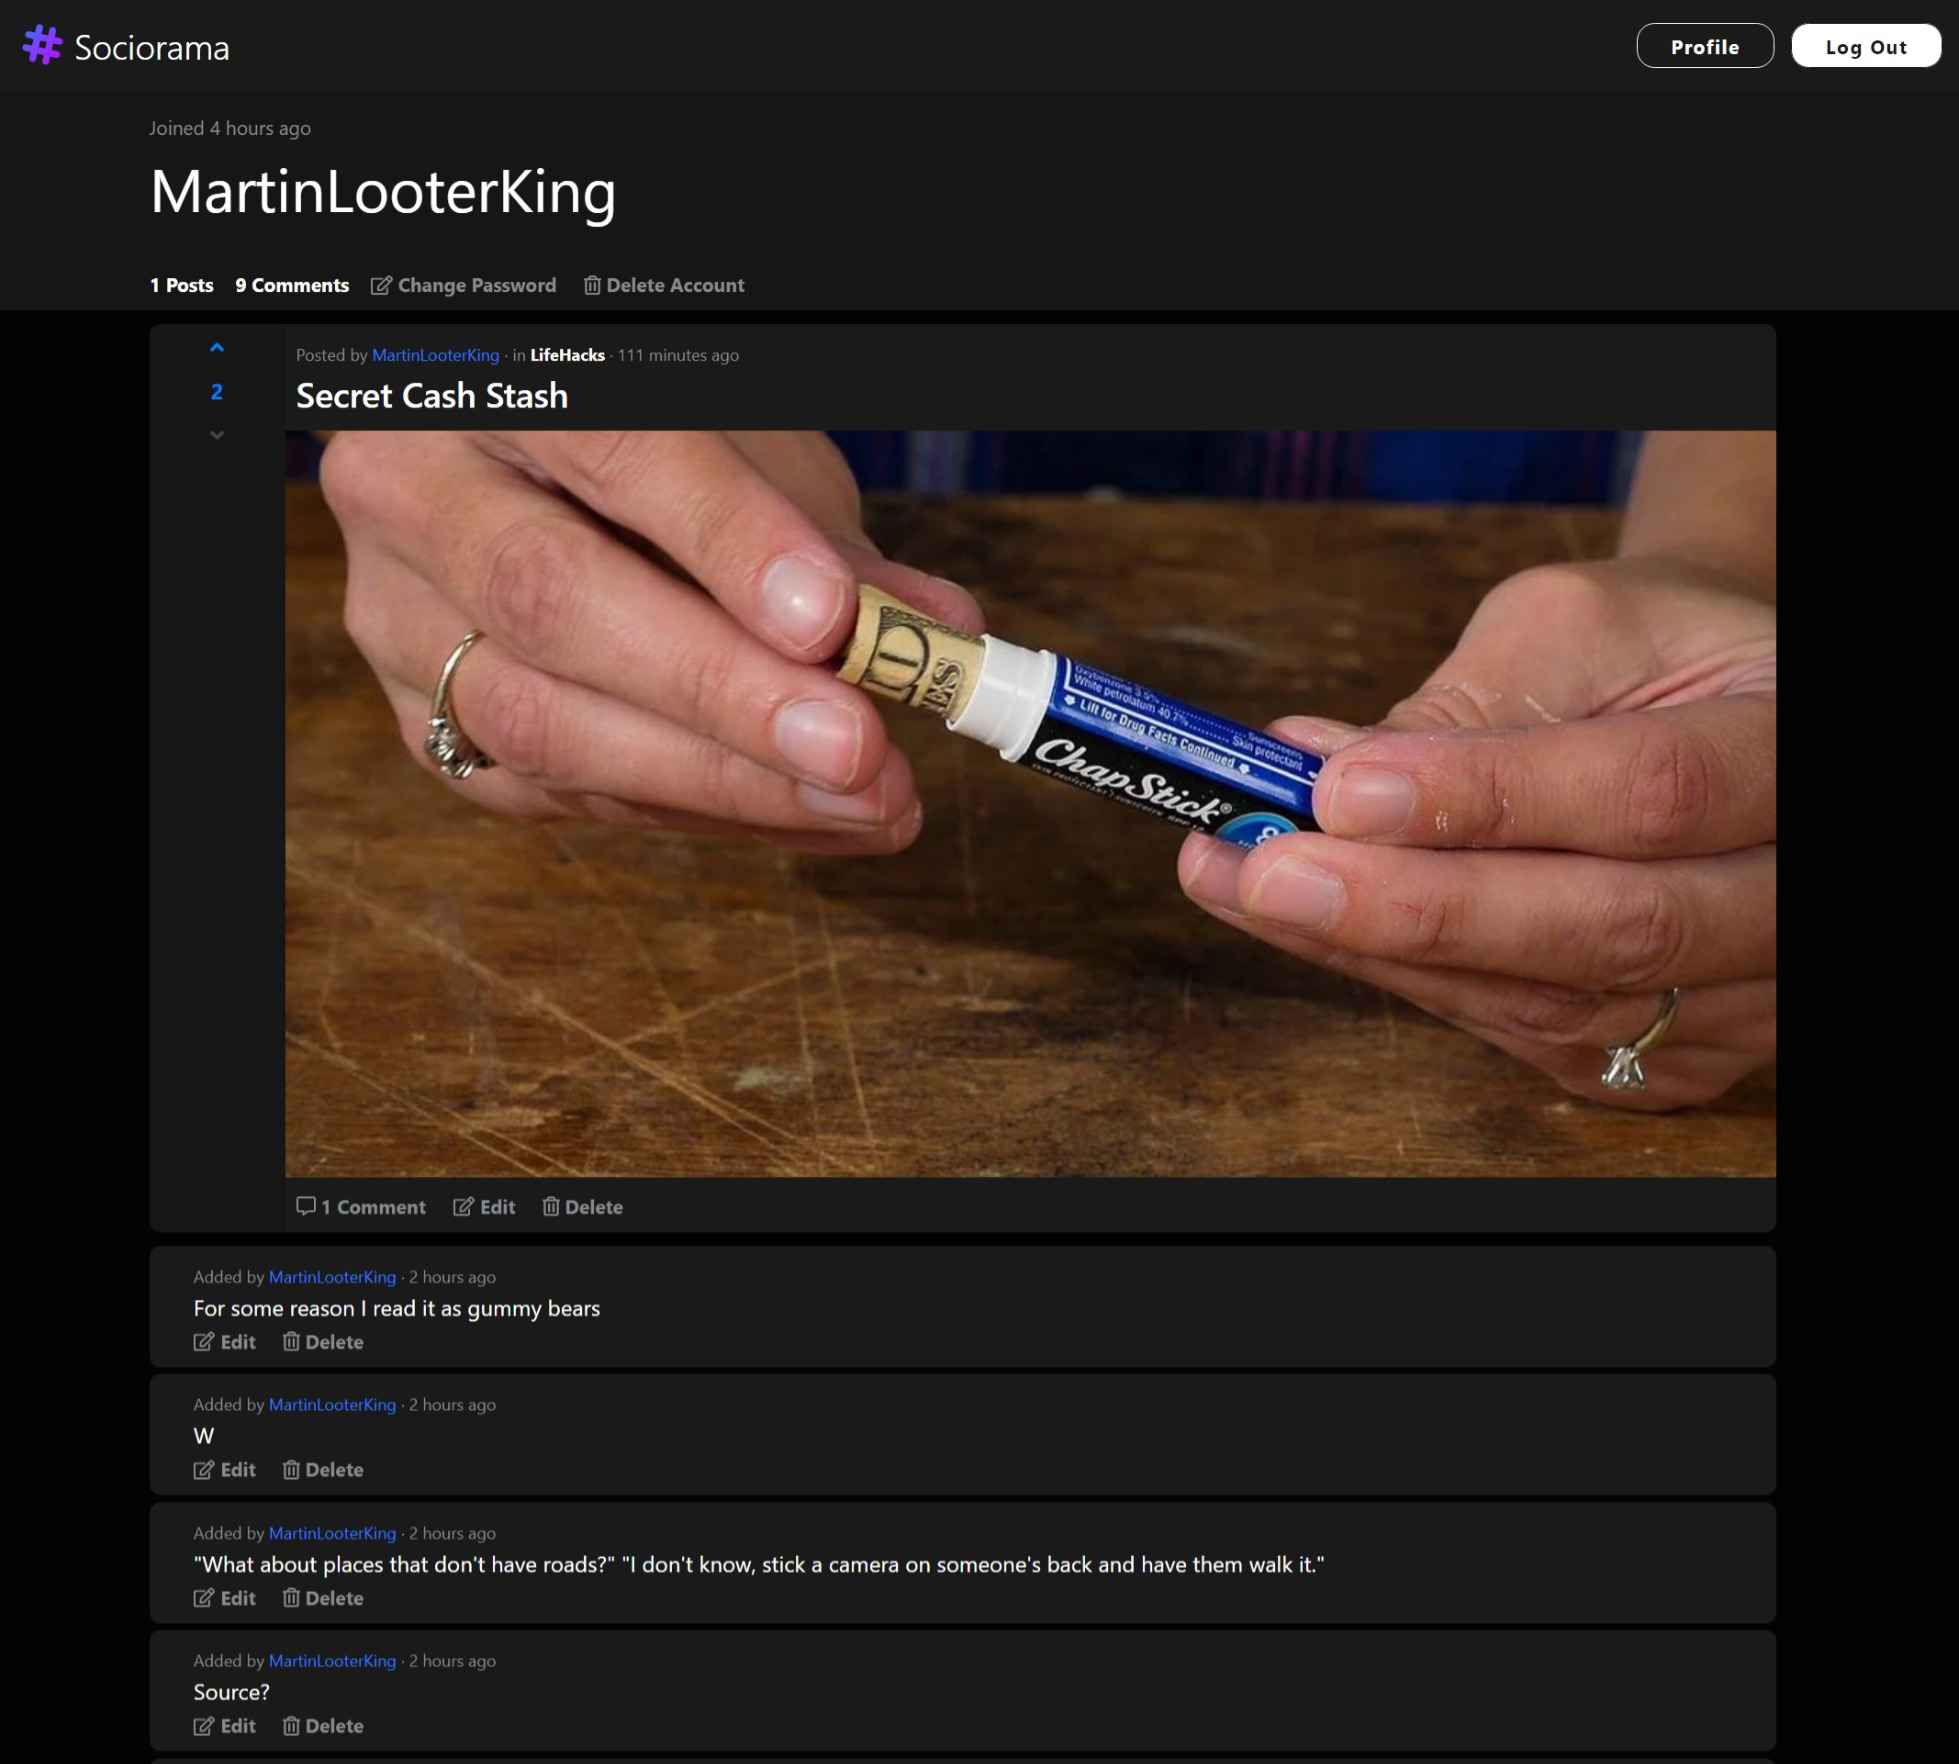 Sociorama
Profile
Log Out
Joined 4 hours ago
MartinLooterKing
1 Posts 9 Comments Change Password Delete Account
2
Posted by MartinLooterKing · in LifeHacks · 111 minutes ago
Secret Cash Stash
Oxybenzone 3.5%
White petrolatum 40.7%
Sunscreens
Skin protectant
Lift for Drug Facts Continued
ChapStick®
1 Comment Edit Delete
Added by MartinLooterKing · 2 hours ago
For some reason I read it as gummy bears
Edit Delete
Added by MartinLooterKing · 2 hours ago
W
Edit Delete
Added by MartinLooterKing · 2 hours ago
"What about places that don't have roads?" "I don't know, stick a camera on someone's back and have them walk it."
Edit Delete
Added by MartinLooterKing · 2 hours ago
Source?
Edit Delete